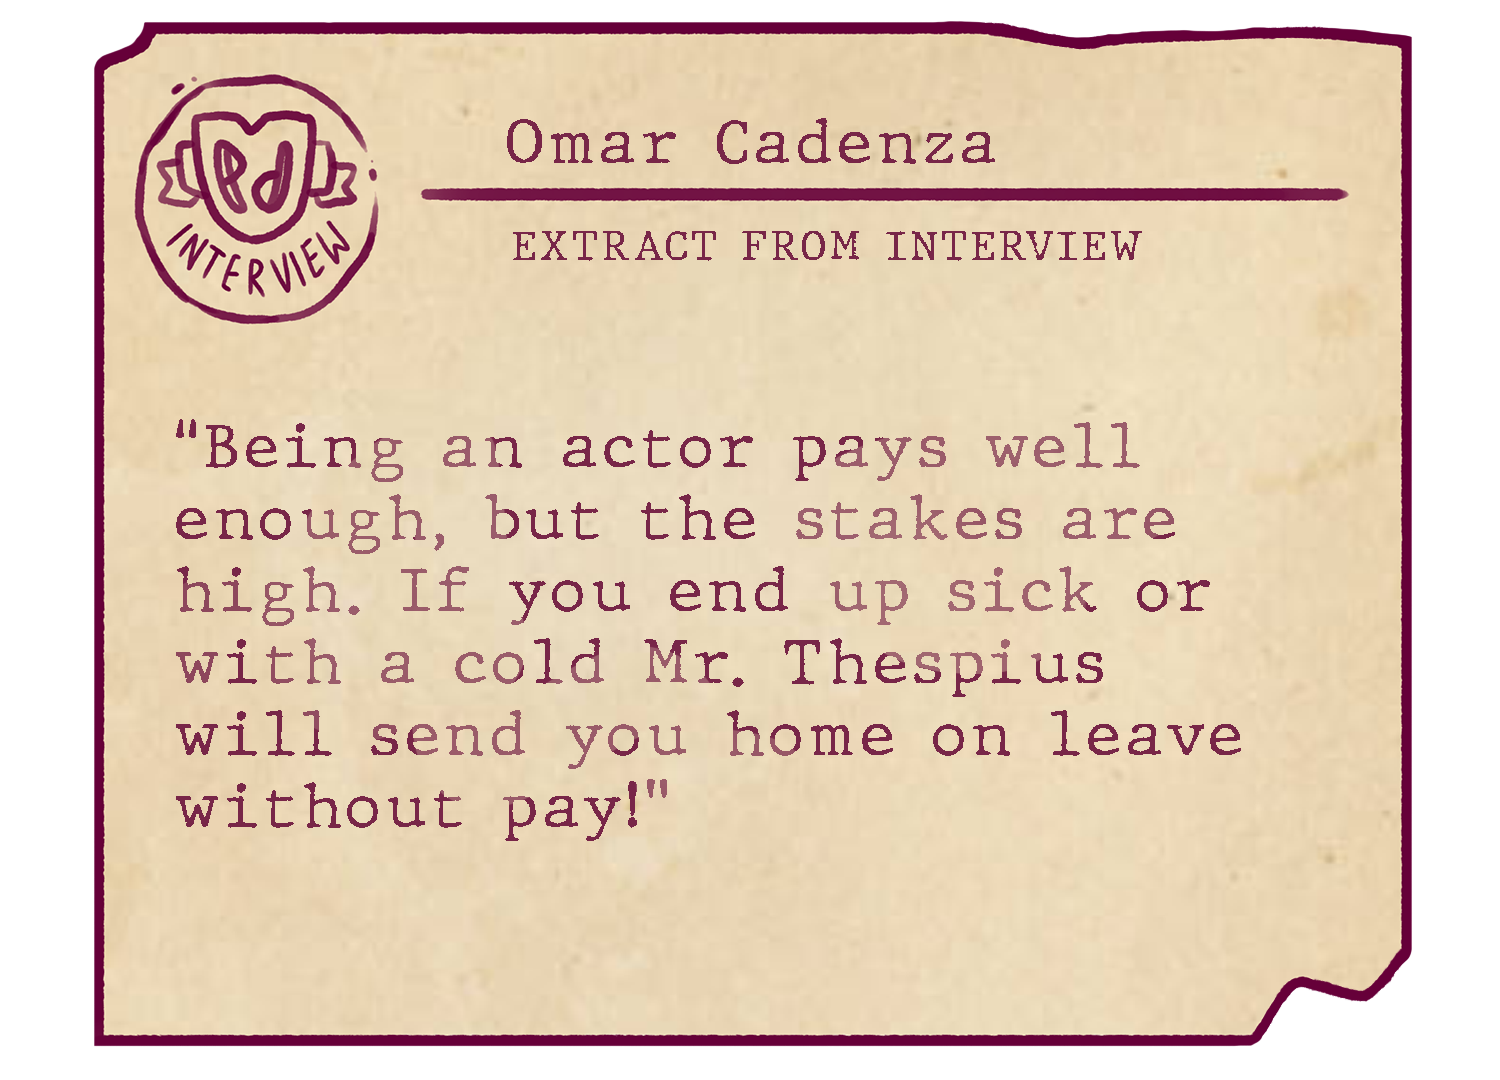 Pd
INTERVIEW
Omar Cadenza
EXTRACT FROM INTERVIEW
"Being an actor pays well
enough, but the stakes are
high. If you end up sick or
with a cold Mr. Thespius
will send you home on leave
without pay!"